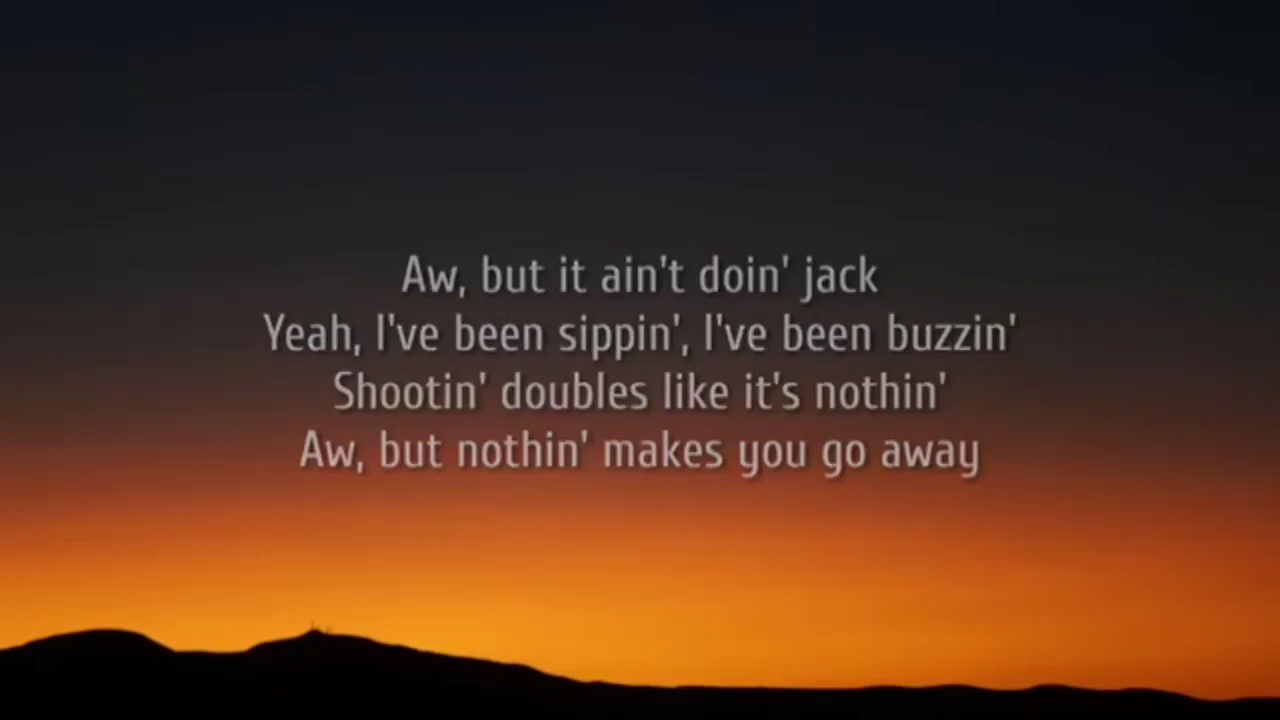 Aw, but it ain't doin' jack
Yeah, I've been sippin', I've been buzzin'
Shootin' doubles like it's nothin'
Aw, but nothin' makes you go away